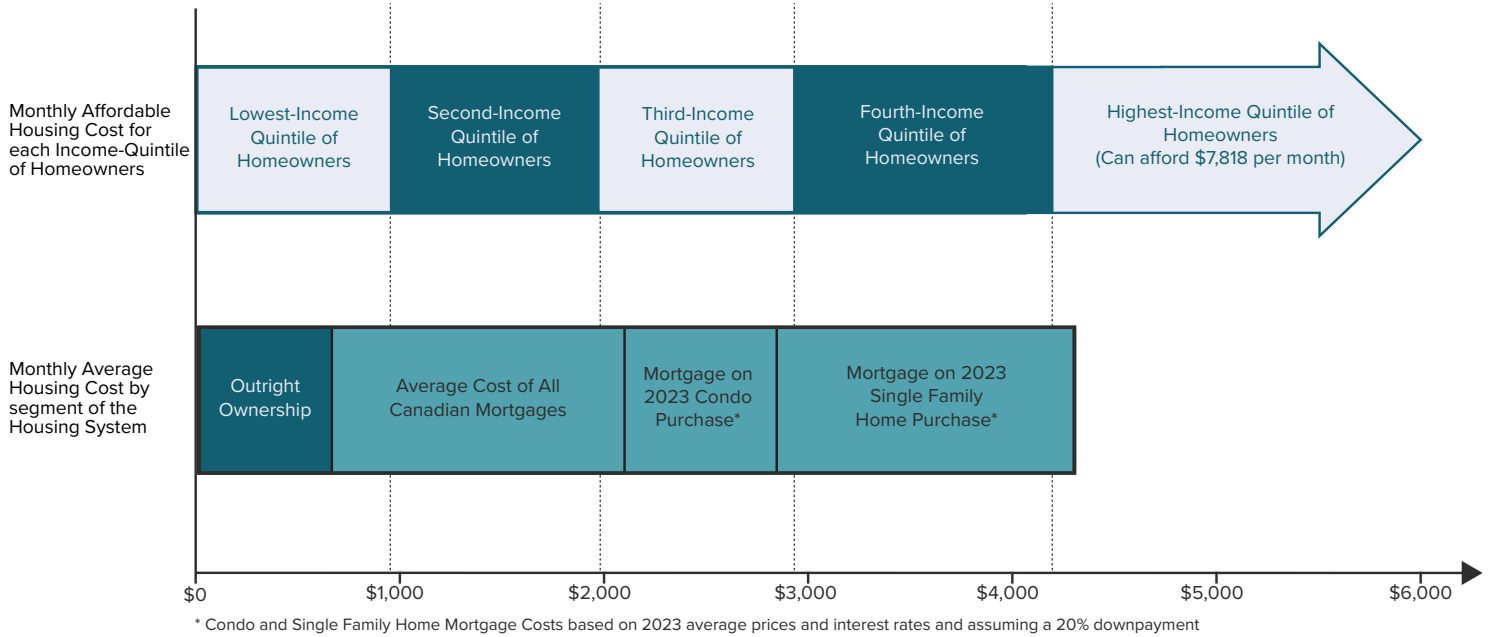 Monthly Affordable
Housing Cost for
each Income-Quintile
of Homeowners
Lowest-Income
Quintile of
Homeowners
Second-Income
Quintile of
Homeowners
Third-Income
Quintile of
Homeowners
Fourth-Income
Quintile of
Homeowners
Highest-Income Quintile of
Homeowners
(Can afford $7,818 per month)
Monthly Average
Housing Cost by
segment of the
Housing System
Outright
Ownership
Average Cost of All
Canadian Mortgages
Mortgage on
2023 Condo
Purchase*
Mortgage on 2023
Single Family
Home Purchase*
$0
$1,000
$2,000
$3,000
$4,000
$5,000
$6,000
* Condo and Single Family Home Mortgage Costs based on 2023 average prices and interest rates and assuming a 20% downpayment